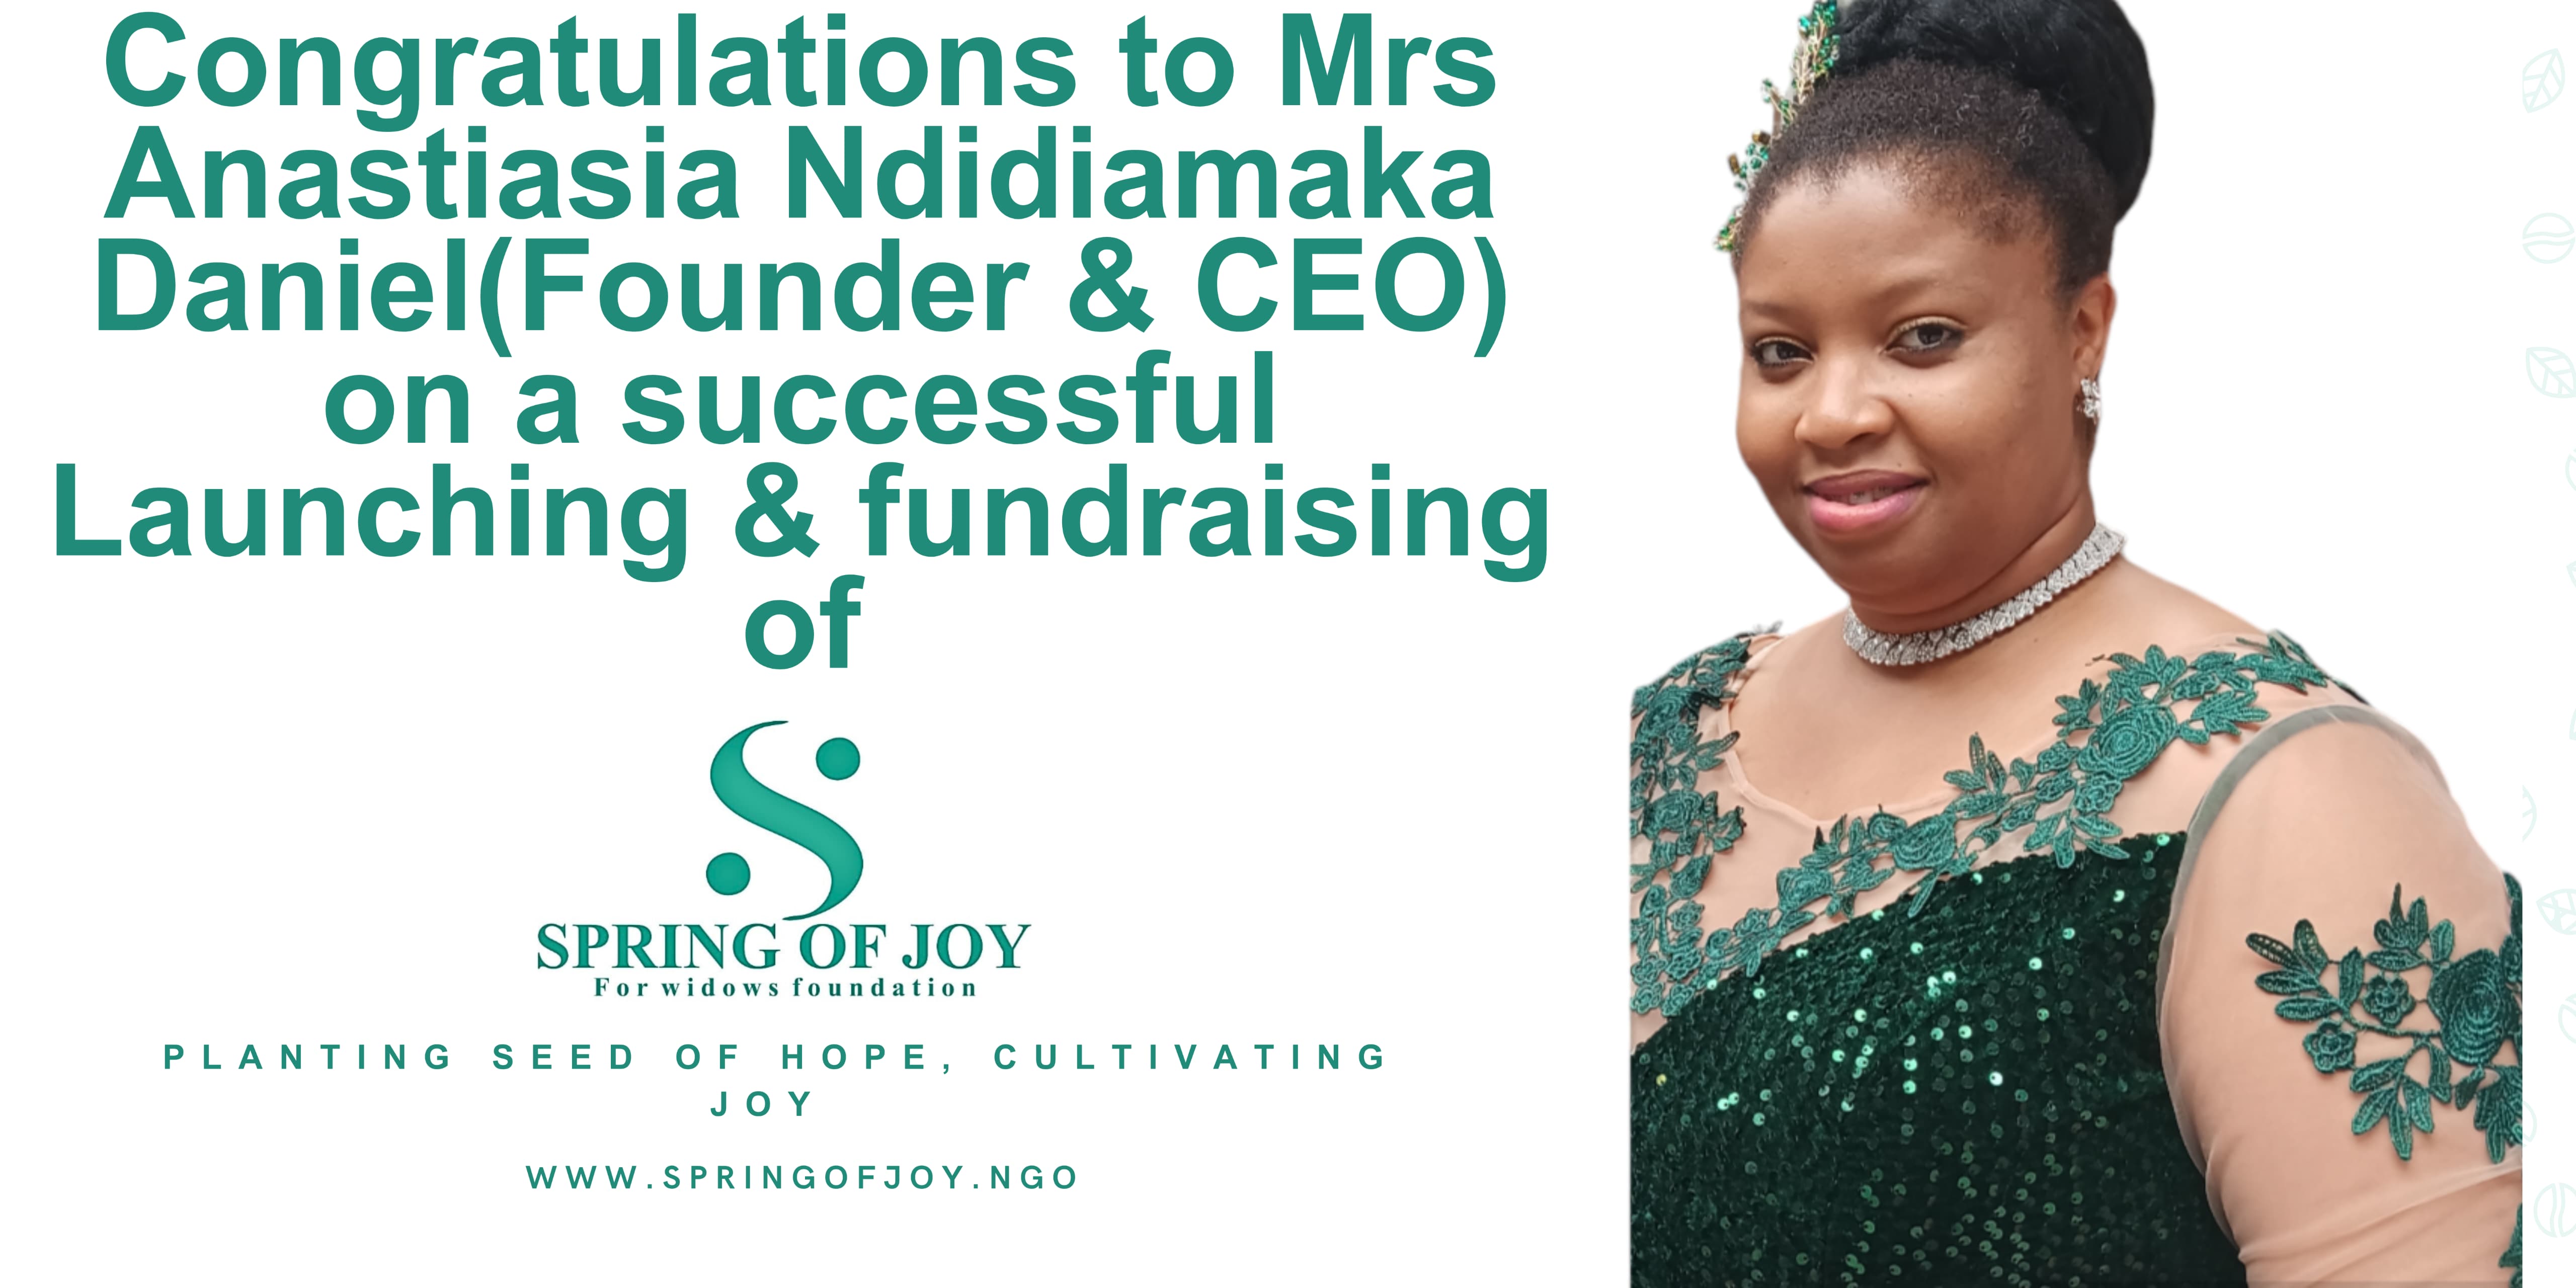 Congratulations to Mrs
Anastiasia Ndidiamaka
Daniel(Founder & CEO)
on a successful
Launching & fundraising
of
SPRING OF JOY
For widows foundation
PLANTING SEED OF HOPE, CULTIVATING
JOY
WWW.SPRINGOFJOY.NGO